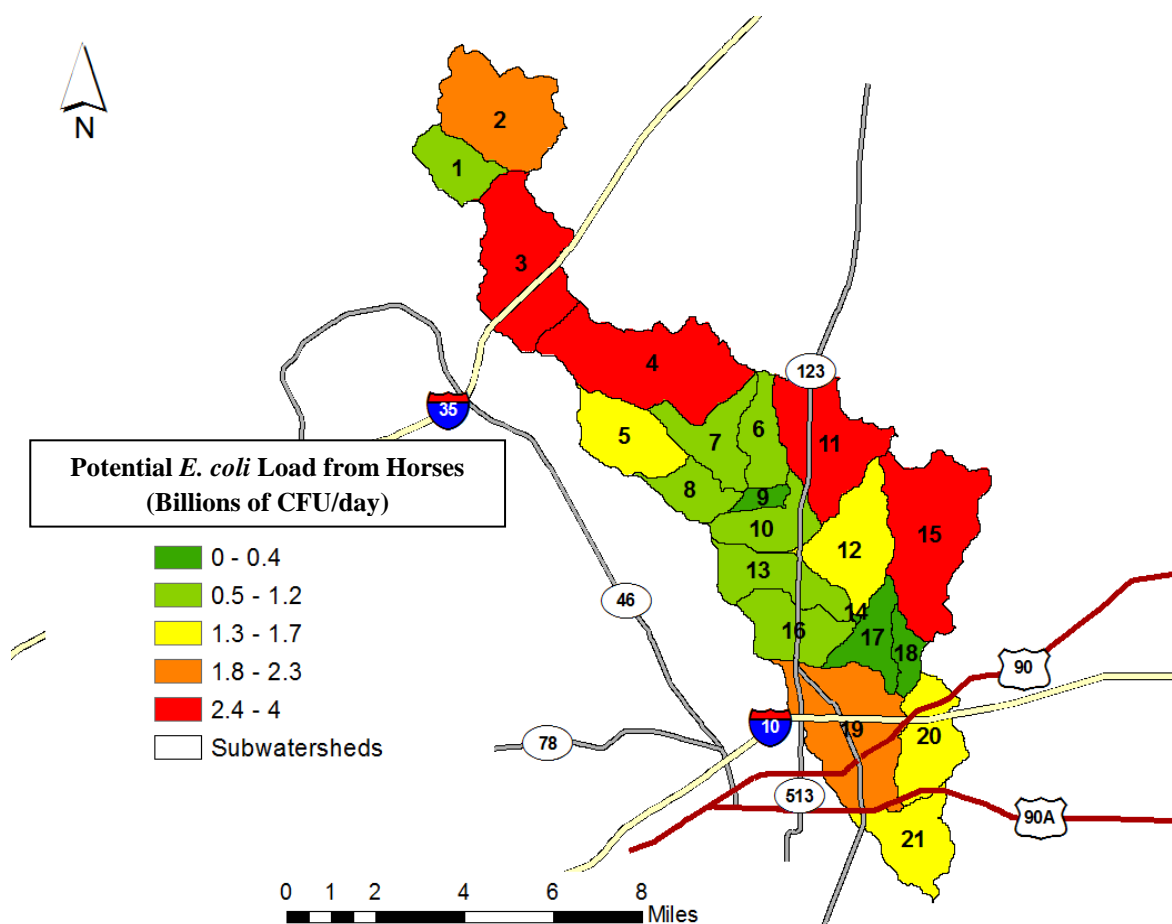 N
2
1
3
4
123
35
5
7
6
11
Potential E. coli Load from Horses
(Billions of CFU/day)
8
9
10
12
15
0 - 0.4
0.5 - 1.2
1.3 - 1.7
1.8 - 2.3
2.4 - 4
Subwatersheds
13
46
14
16
17
18
90
10
19
20
78
513
90A
21
0 1 2 4 6 8
Miles